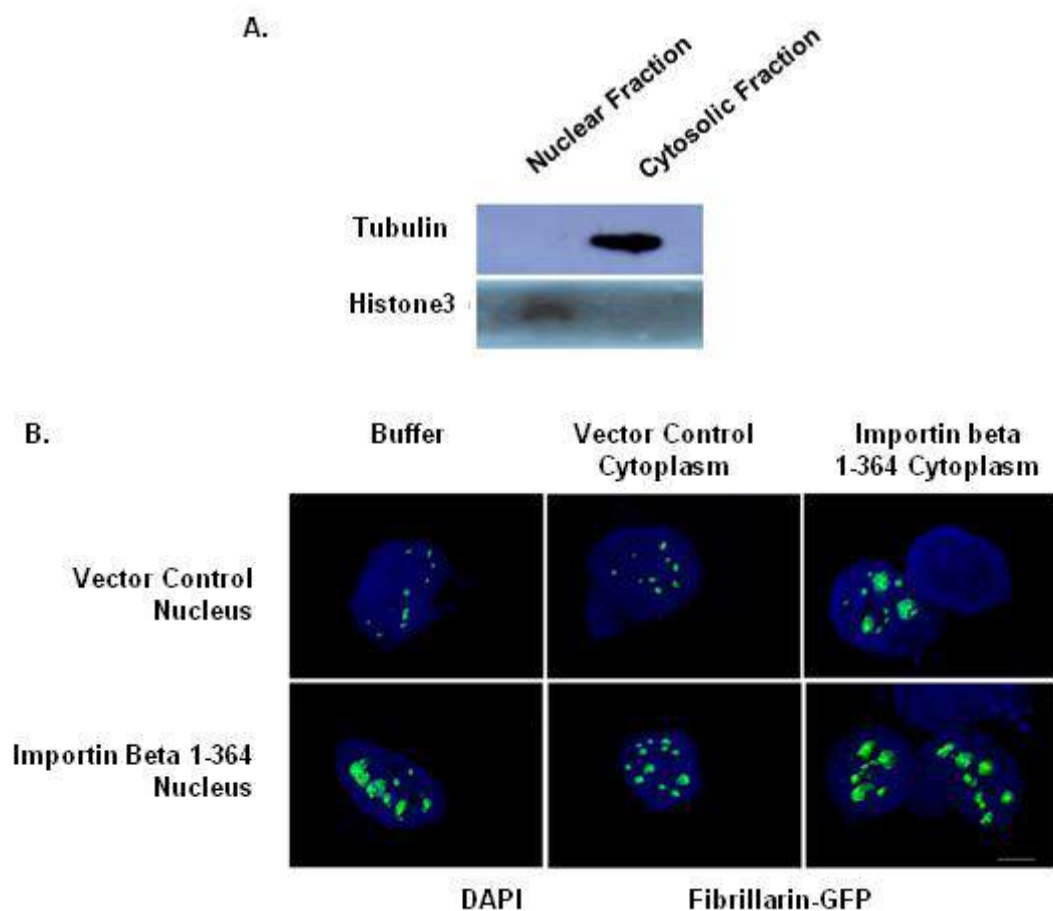 A.
Nuclear Fraction
Cytosolic Fraction
Tubulin
Histone3
B.
Buffer
Vector Control
Cytoplasm
Importin beta
1-364 Cytoplasm
Vector Control
Nucleus
Importin Beta 1-364
Nucleus
DAPI
Fibrillarin-GFP